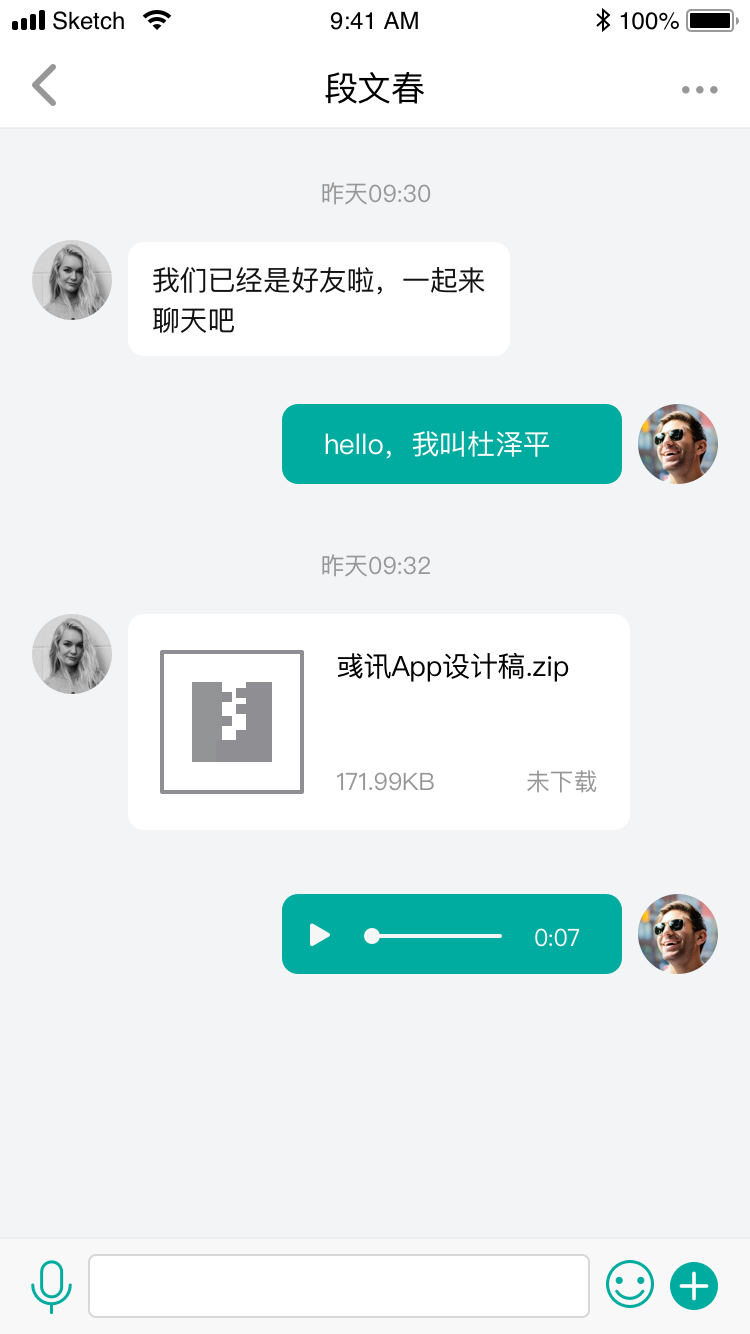 Sketch 9:41 AM 100%
段文春
昨天09:30
我们已经是好友啦，一起来
聊天吧
hello，我叫杜泽平
昨天09:32
彧讯App设计稿.zip
171.99KB 未下载
0:07